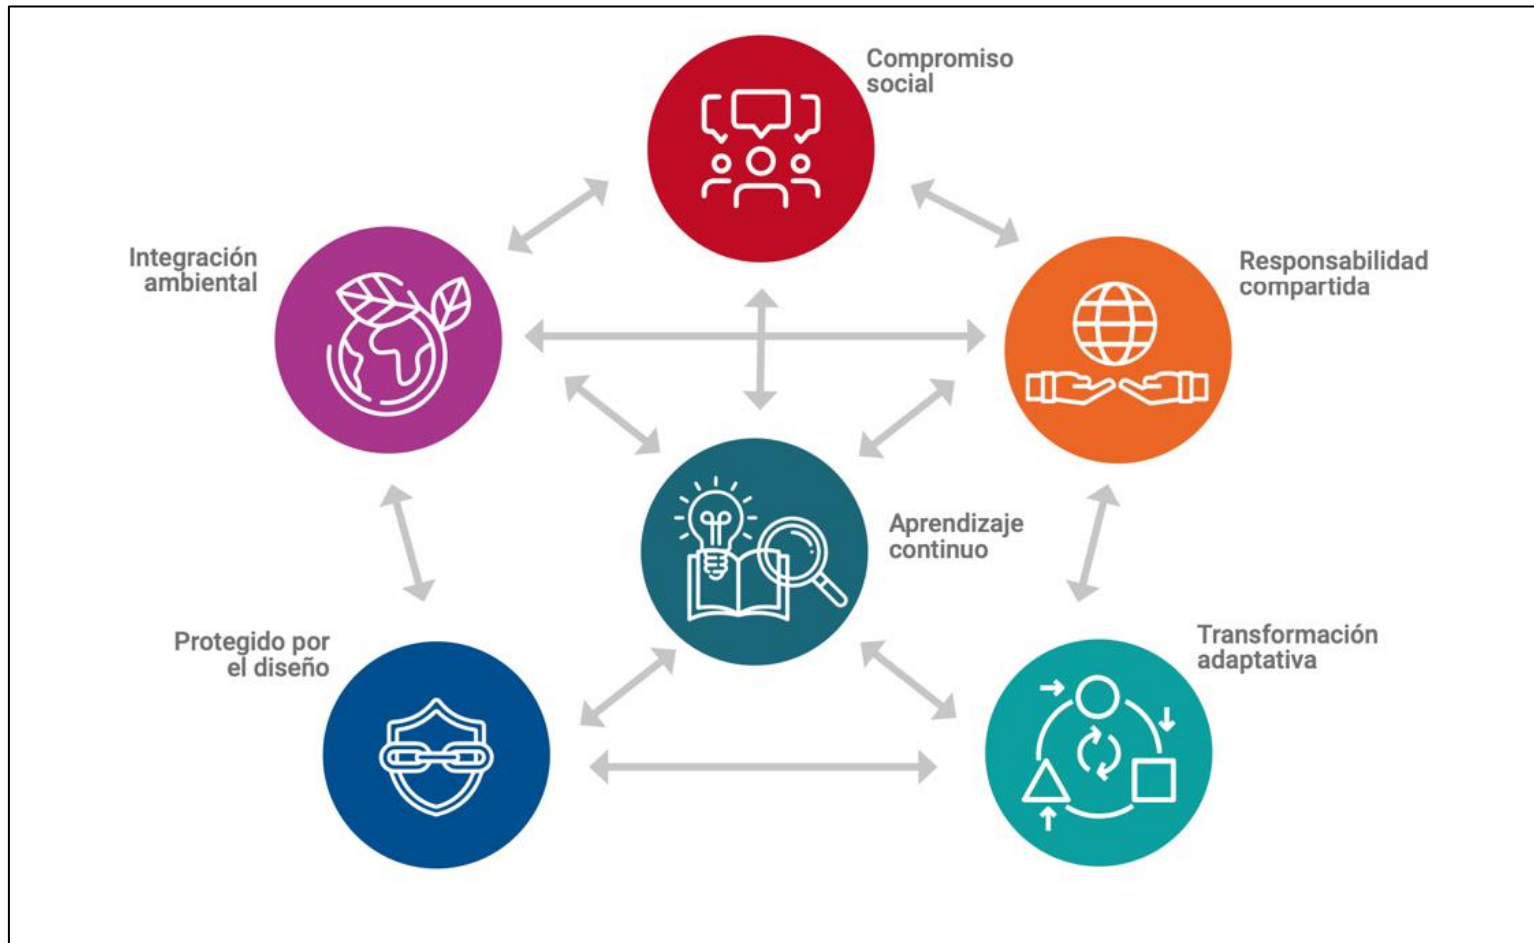 Compromiso
social
Integración
ambiental
Responsabilidad
compartida
Aprendizaje
continuo
Protegido por
el diseño
Transformación
adaptativa